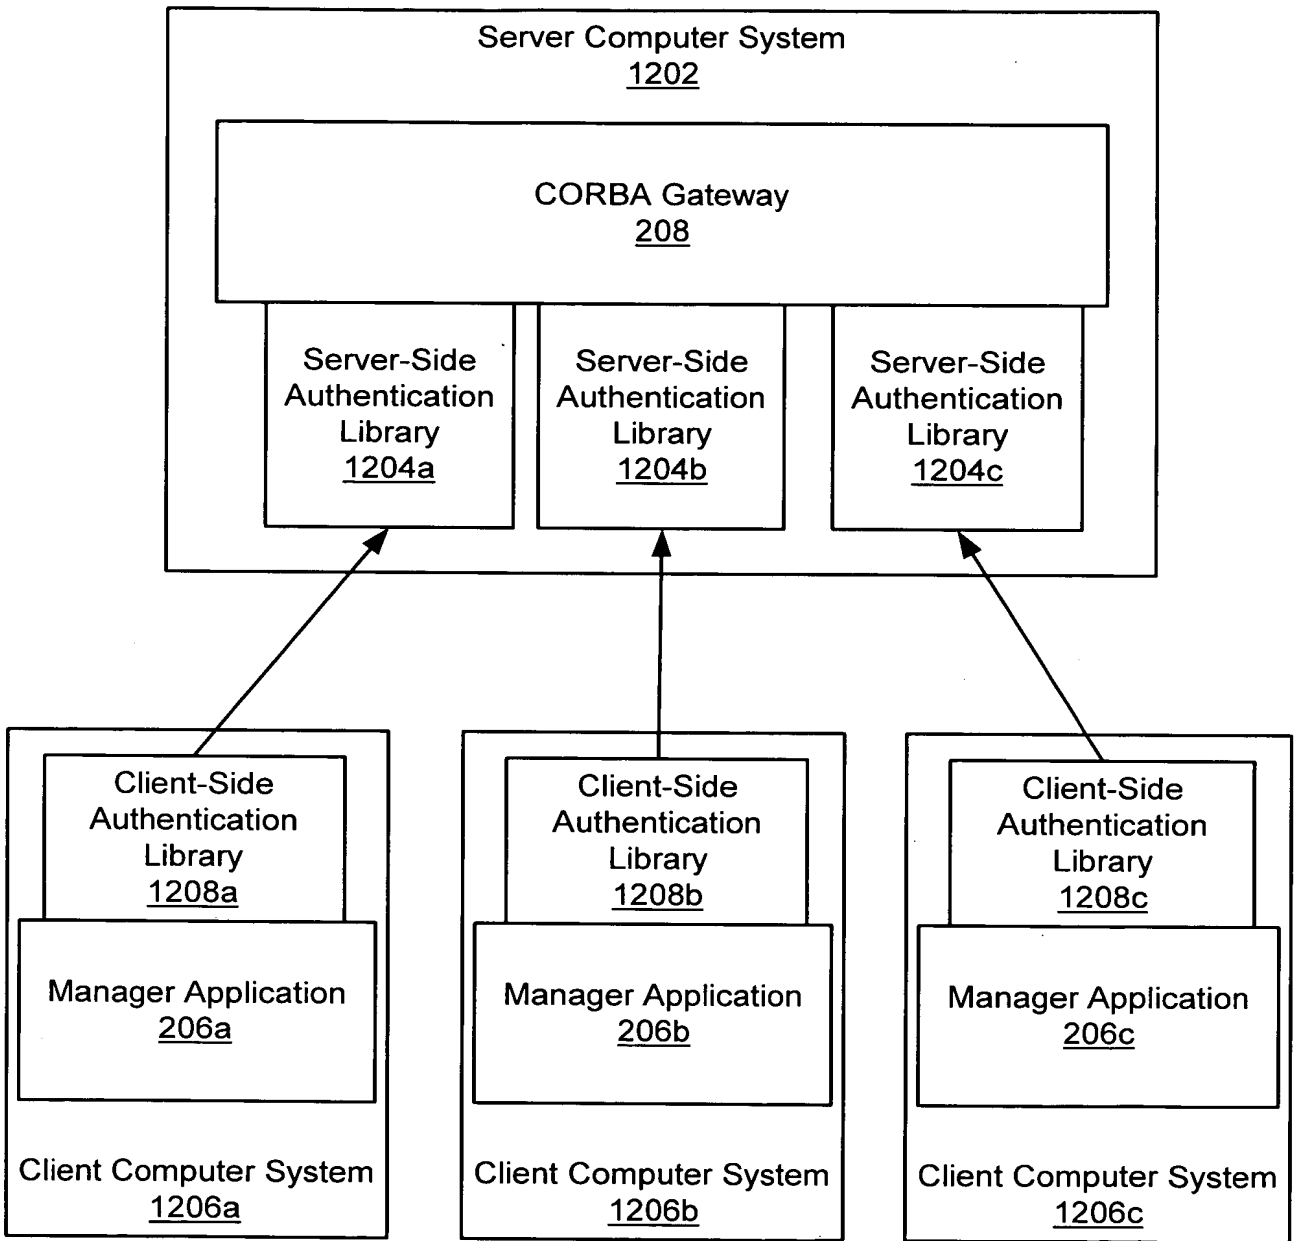 Server Computer System
1202
CORBA Gateway
208
Server-Side
Authentication
Library
1204a
Server-Side
Authentication
Library
1204b
Server-Side
Authentication
Library
1204c
Client-Side
Authentication
Library
1208a
Manager Application
206a
Client Computer System
1206a
Client-Side
Authentication
Library
1208b
Manager Application
206b
Client Computer System
1206b
Client-Side
Authentication
Library
1208c
Manager Application
206c
Client Computer System
1206c